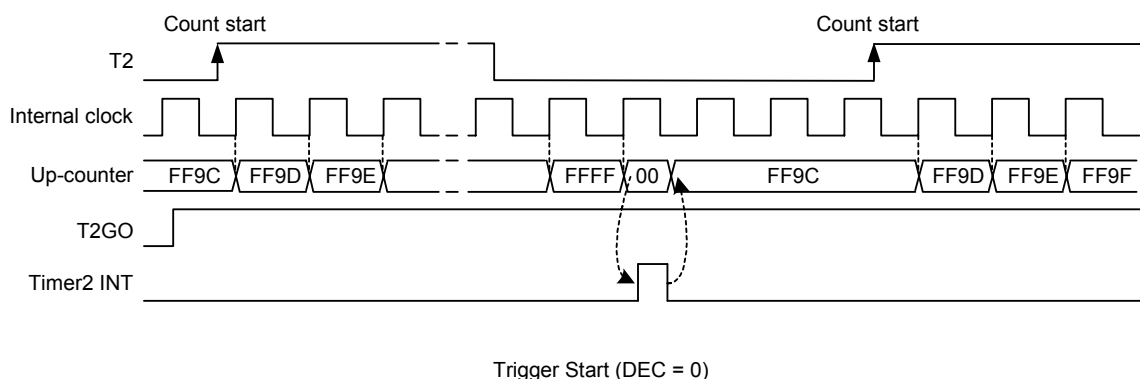 Count start Count start
T2
Internal clock
Up-counter FF9C FF9D FF9E FFFF 00 FF9C FF9D FF9E FF9F
T2GO
Timer2 INT
Trigger Start (DEC = 0)